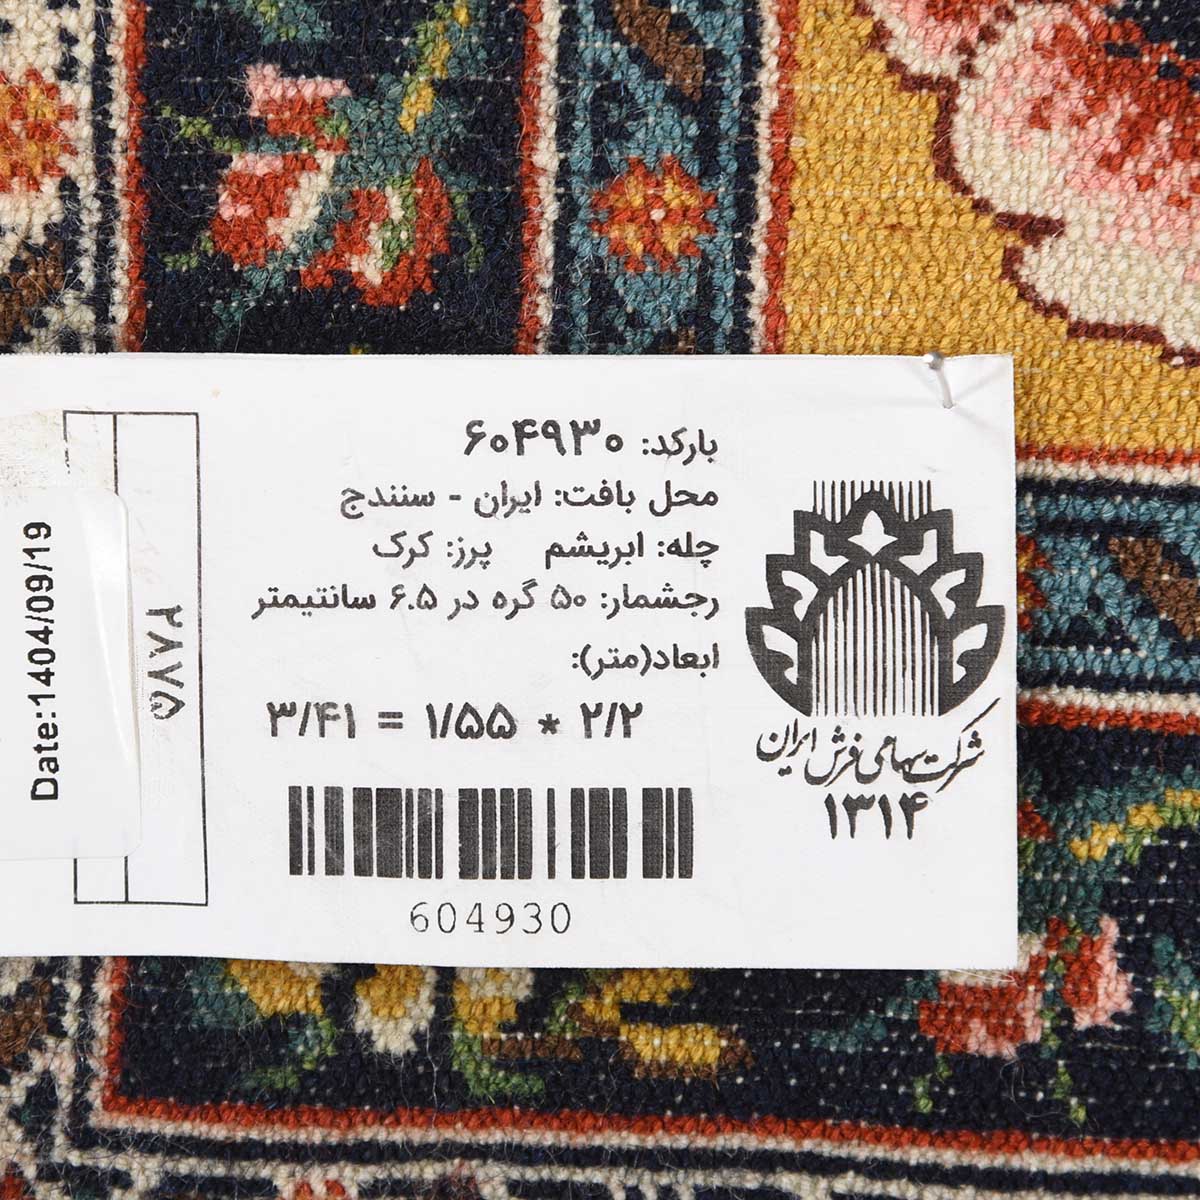 بارکد: ۶۰۴۹۳۰
محل بافت: ایران - سنندج
چله: ابریشم پرز: کرک
رجشمار: ۵۰ گره در ۶.۵ سانتیمتر
ابعاد(متر):
۲/۲ * ۱/۵۵ = ۳/۴۱
604930
شرکت سهامی فرش ایران
۱۳۱۴
۲۸۷۵
Date:1404/09/19